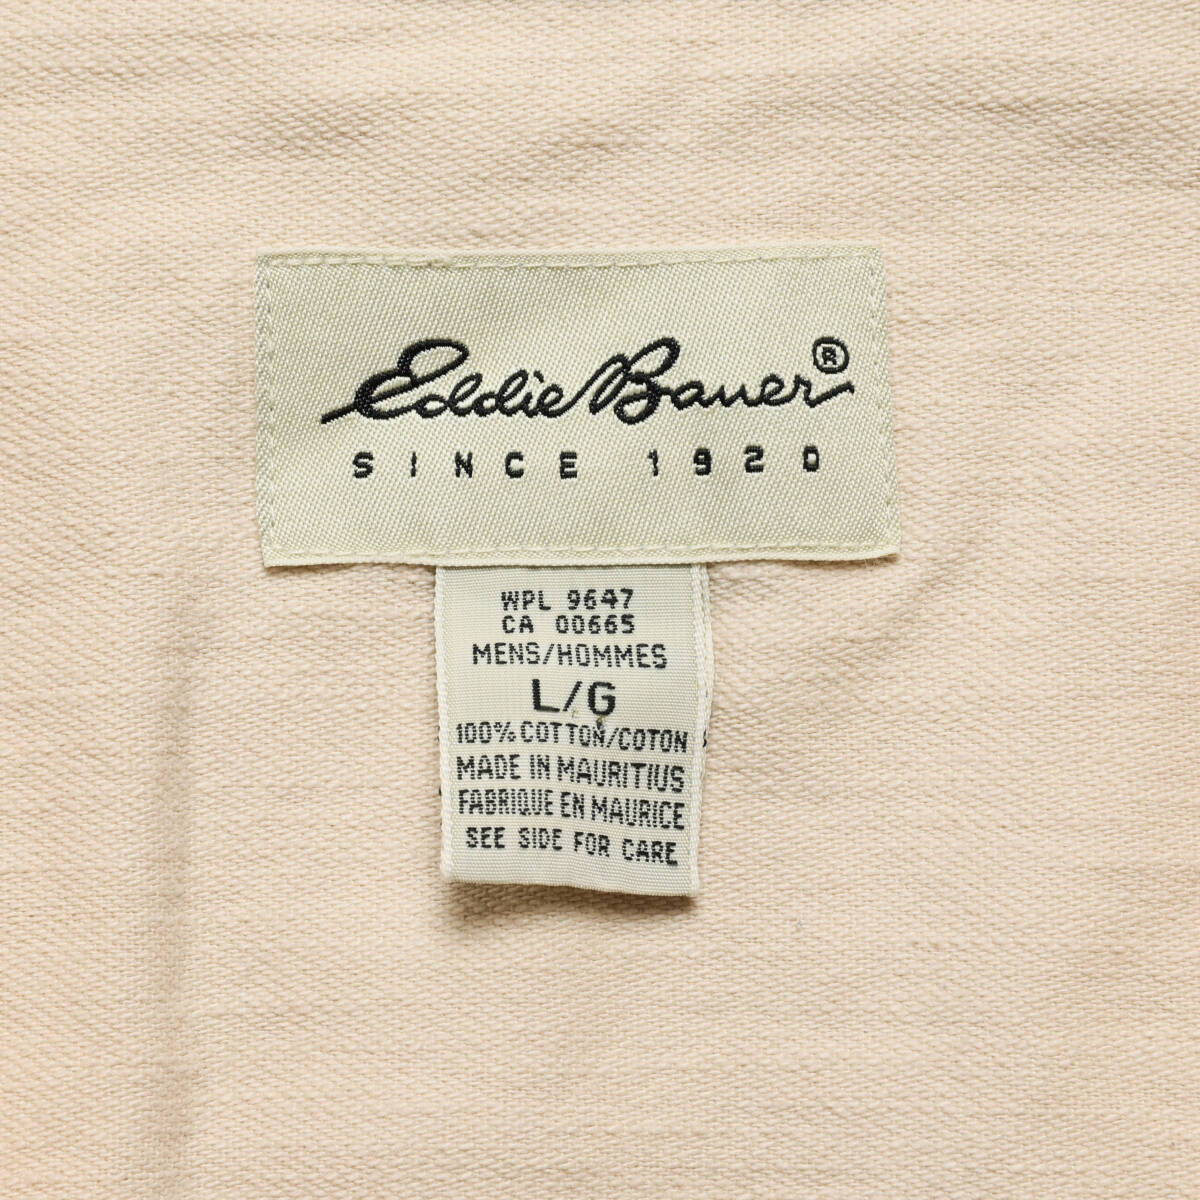 Eddie Bauer®
SINCE 1920
WPL 9647
CA 00665
MENS/HOMMES
L/G
100% COTTON/COTON
MADE IN MAURITIUS
FABRIQUE EN MAURICE
SEE SIDE FOR CARE